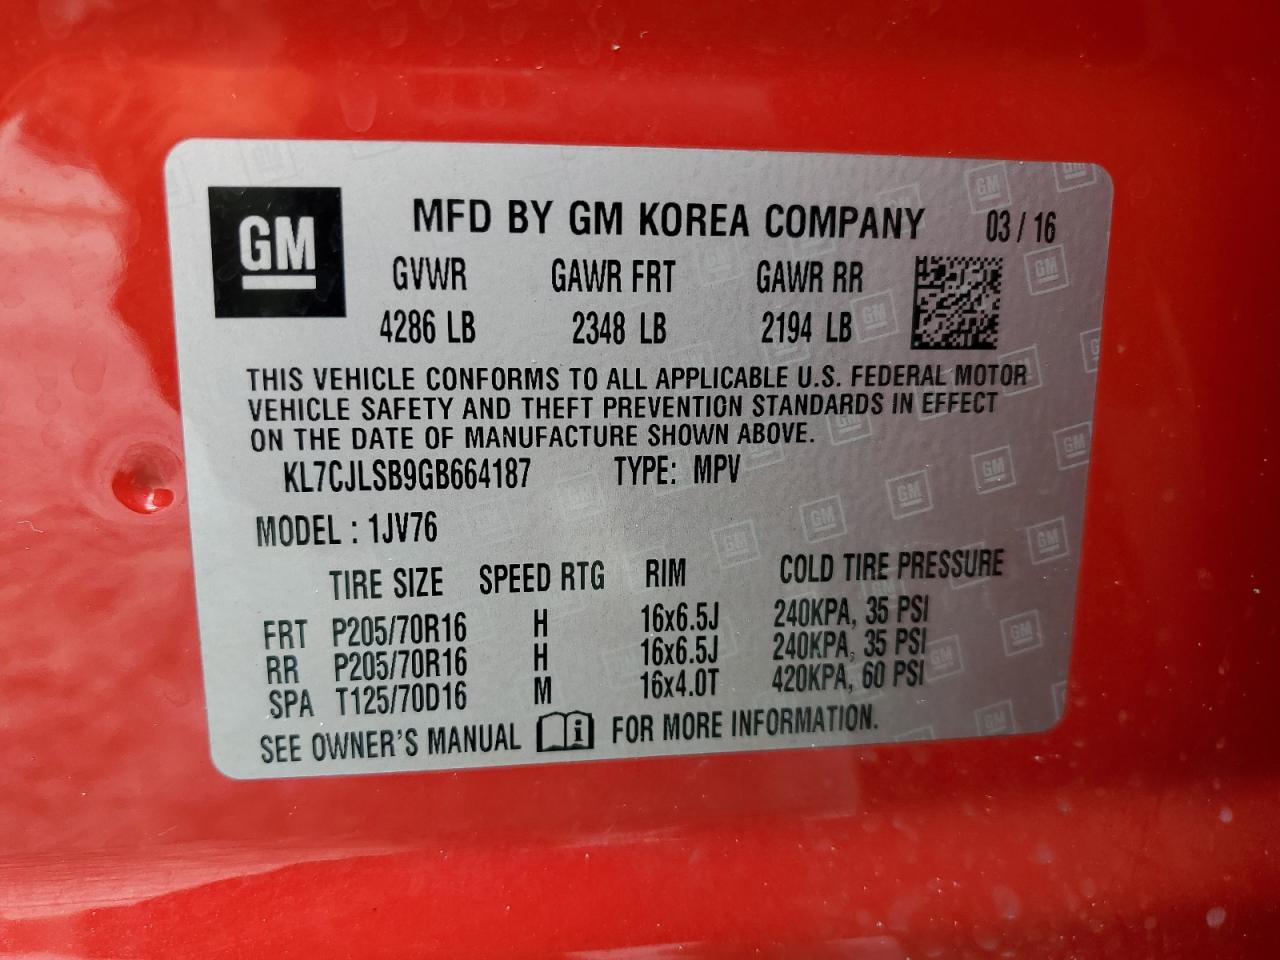 GM
MFD BY GM KOREA COMPANY 03 / 16
GVWR GAWR FRT GAWR RR
4286 LB 2348 LB 2194 LB
THIS VEHICLE CONFORMS TO ALL APPLICABLE U.S. FEDERAL MOTOR
VEHICLE SAFETY AND THEFT PREVENTION STANDARDS IN EFFECT
ON THE DATE OF MANUFACTURE SHOWN ABOVE.
KL7CJLSB9GB664187 TYPE: MPV
MODEL : 1JV76
TIRE SIZE SPEED RTG RIM COLD TIRE PRESSURE
FRT P205/70R16 H 16x6.5J 240KPA, 35 PSI
RR P205/70R16 H 16x6.5J 240KPA, 35 PSI
SPA T125/70D16 M 16x4.0T 420KPA, 60 PSI
SEE OWNER'S MANUAL i FOR MORE INFORMATION.